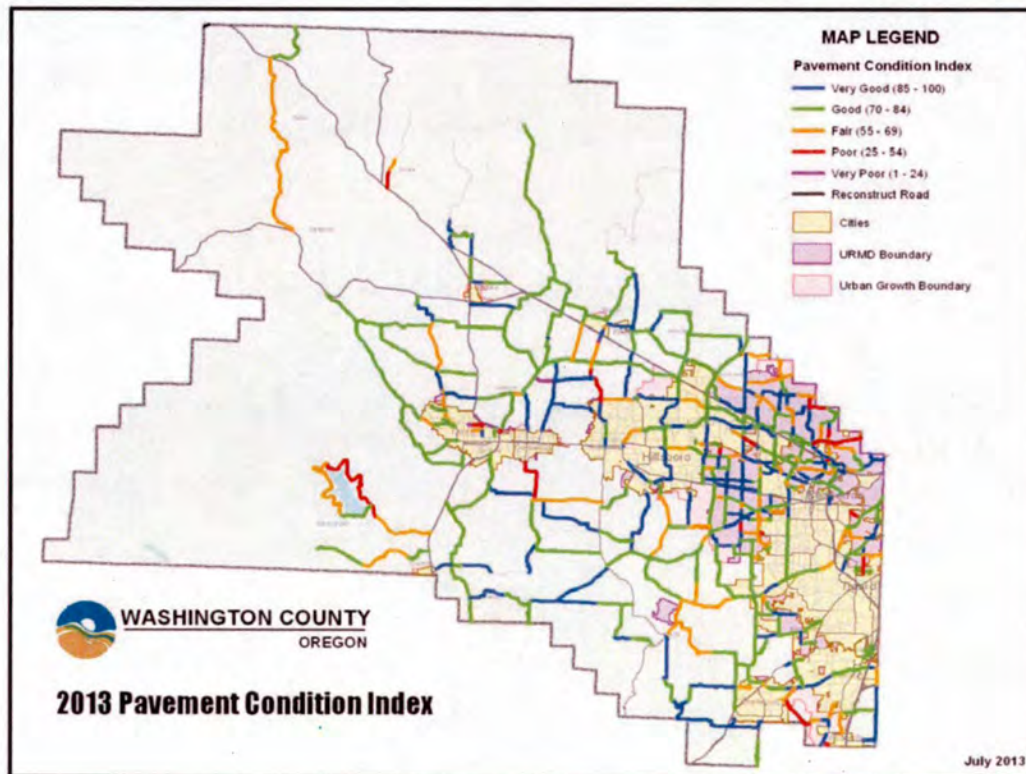 MAP LEGEND
Pavement Condition Index
Very Good (85 - 100)
Good (70 - 84)
Fair (55 - 69)
Poor (25 - 54)
Very Poor (1 - 24)
Reconstruct Road
Cities
URMD Boundary
Urban Growth Boundary
Hillsboro
WASHINGTON COUNTY
OREGON
2013 Pavement Condition Index
July 2013